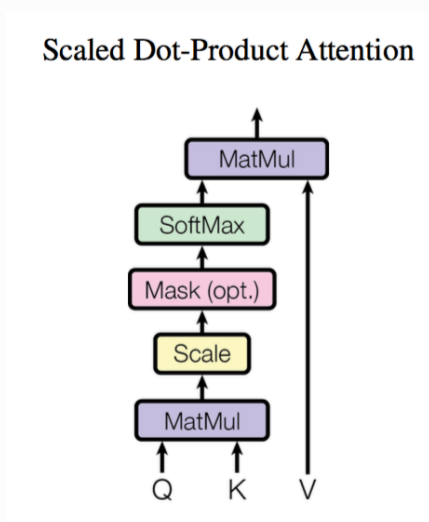 Scaled Dot-Product Attention
MatMul
SoftMax
Mask (opt.)
Scale
MatMul
Q K V